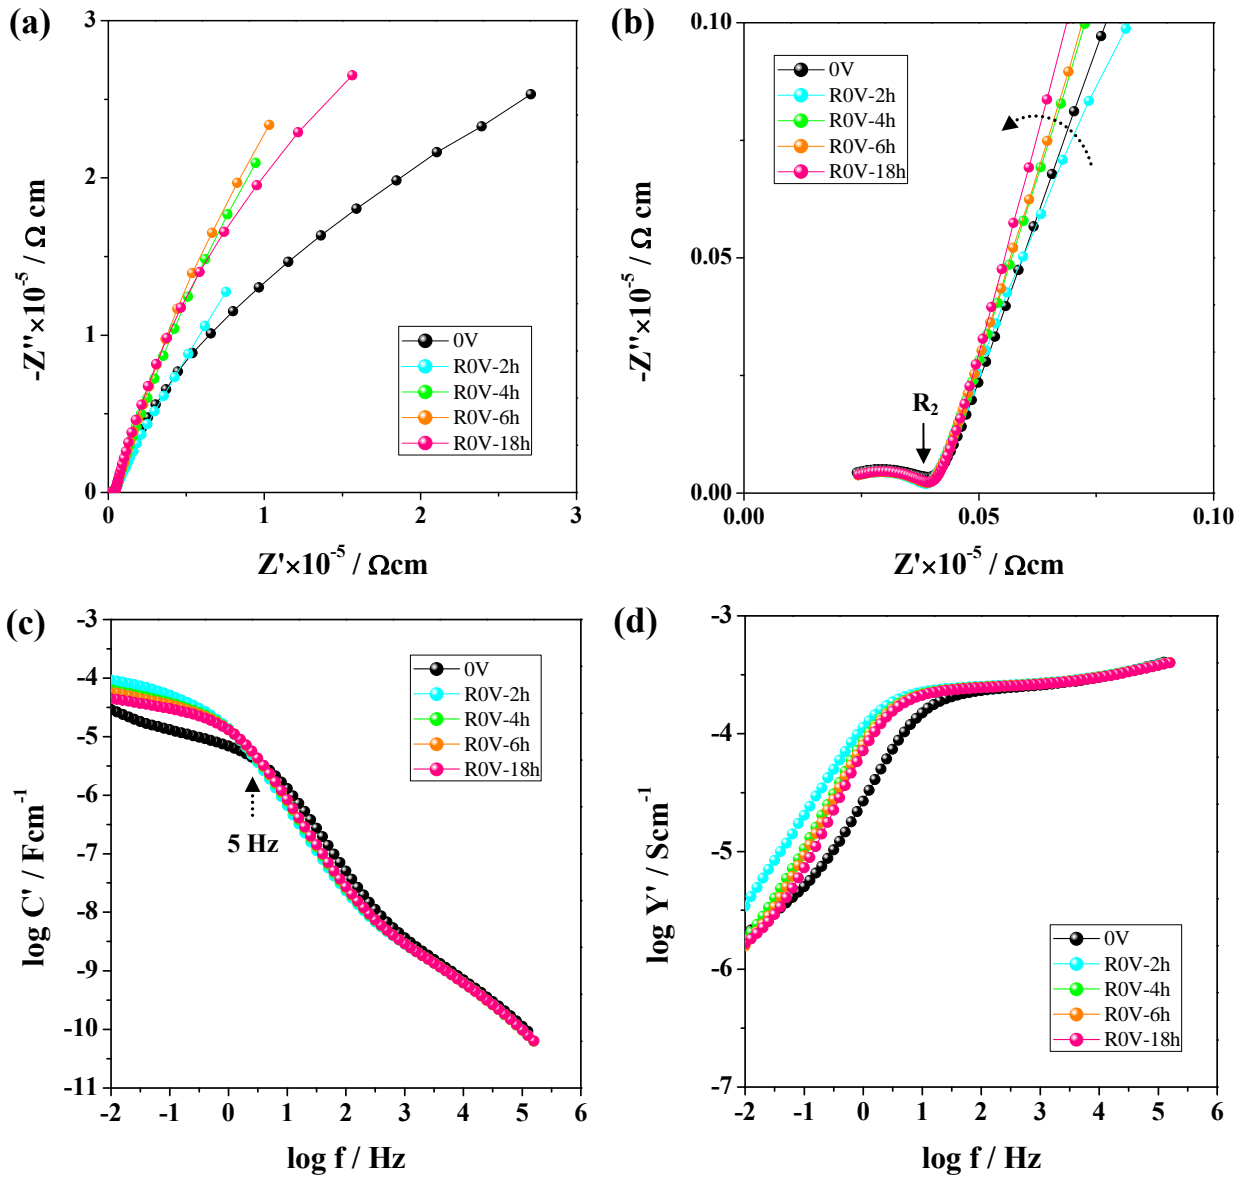 (a)
3
2
1
0
0
1
2
3
-Z''×10⁻⁵ / Ω cm
Z'×10⁻⁵ / Ωcm
0V
R0V-2h
R0V-4h
R0V-6h
R0V-18h
(b)
0.10
0.05
0.00
0.00
0.05
0.10
-Z''×10⁻⁵ / Ω cm
Z'×10⁻⁵ / Ωcm
0V
R0V-2h
R0V-4h
R0V-6h
R0V-18h
R₂
(c)
-3
-4
-5
-6
-7
-8
-9
-10
-11
-2
-1
0
1
2
3
4
5
6
log C' / Fcm⁻¹
log f / Hz
0V
R0V-2h
R0V-4h
R0V-6h
R0V-18h
5 Hz
(d)
-3
-4
-5
-6
-7
-2
-1
0
1
2
3
4
5
6
log Y' / Scm⁻¹
log f / Hz
0V
R0V-2h
R0V-4h
R0V-6h
R0V-18h